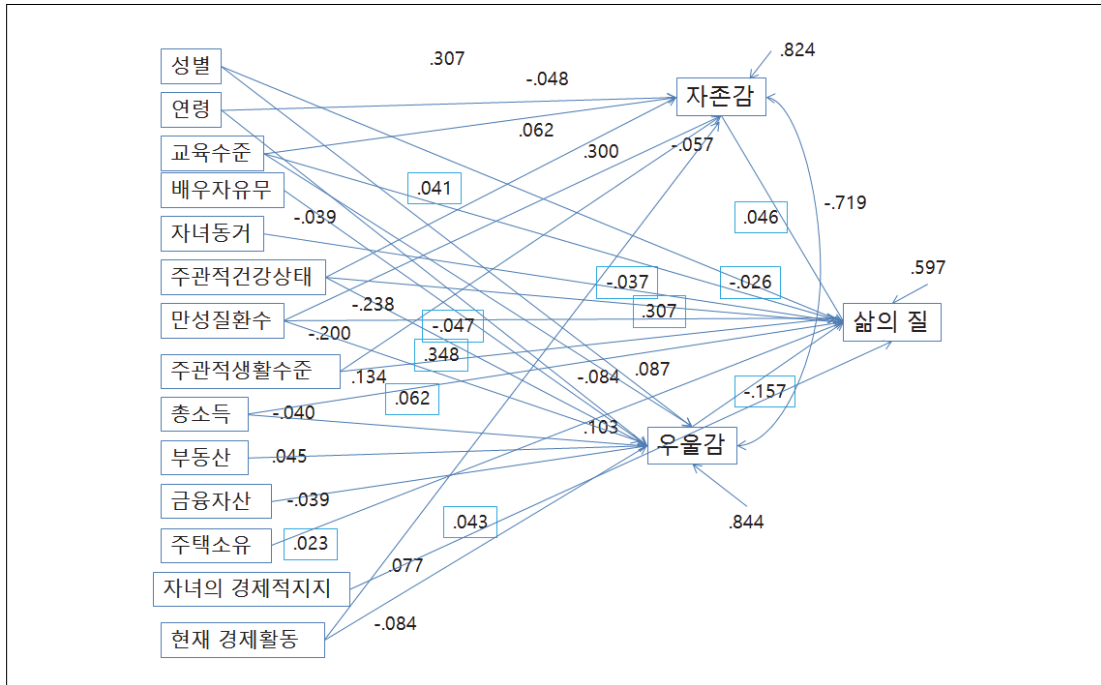 성별
연령
교육수준
배우자유무
자녀동거
주관적건강상태
만성질환수
주관적생활수준
총소득
부동산
금융자산
주택소유
자녀의 경제적지지
현재 경제활동
.307
-.048
.062
.300
-.057
.041
-.039
.046
-.719
-.037
-.026
.307
-.238
-.047
-.200
.348
.134
-.084
.087
.062
-.157
-.040
.103
.045
-.039
.043
.023
.077
-.084
자존감
.824
삶의 질
.597
우울감
.844